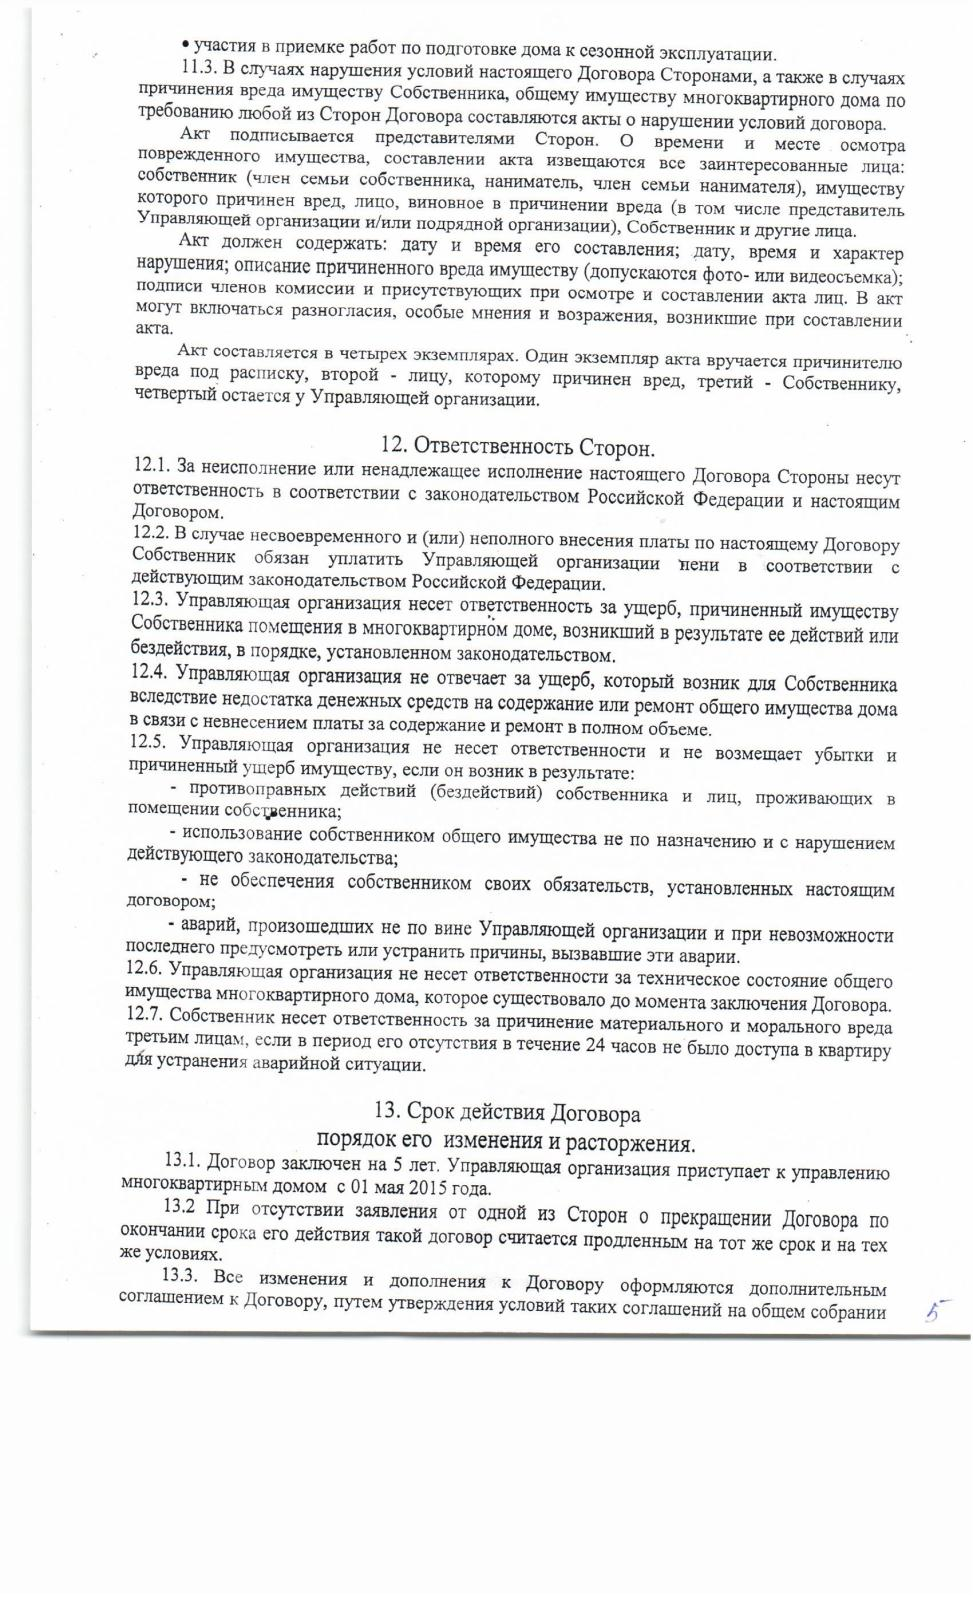 • участия в приемке работ по подготовке дома к сезонной эксплуатации.
11.3. В случаях нарушения условий настоящего Договора Сторонами, а также в случаях
причинения вреда имуществу Собственника, общему имуществу многоквартирного дома по
требованию любой из Сторон Договора составляются акты о нарушении условий договора.
Акт подписывается представителями Сторон. О времени и месте осмотра
поврежденного имущества, составлении акта извещаются все заинтересованные лица:
собственник (член семьи собственника, наниматель, член семьи нанимателя), имуществу
которого причинен вред, лицо, виновное в причинении вреда (в том числе представитель
Управляющей организации и/или подрядной организации), Собственник и другие лица.
Акт должен содержать: дату и время его составления; дату, время и характер
нарушения; описание причиненного вреда имуществу (допускаются фото- или видеосъемка);
подписи членов комиссии и присутствующих при осмотре и составлении акта лиц. В акт
могут включаться разногласия, особые мнения и возражения, возникшие при составлении
акта.
Акт составляется в четырех экземплярах. Один экземпляр акта вручается причинителю
вреда под расписку, второй - лицу, которому причинен вред, третий - Собственнику,
четвертый остается у Управляющей организации.
12. Ответственность Сторон.
12.1. За неисполнение или ненадлежащее исполнение настоящего Договора Стороны несут
ответственность в соответствии с законодательством Российской Федерации и настоящим
Договором.
12.2. В случае несвоевременного и (или) неполного внесения платы по настоящему Договору
Собственник обязан уплатить Управляющей организации пени в соответствии с
действующим законодательством Российской Федерации.
12.3. Управляющая организация несет ответственность за ущерб, причиненный имуществу
Собственника помещения в многоквартирном доме, возникший в результате ее действий или
бездействия, в порядке, установленном законодательством.
12.4. Управляющая организация не отвечает за ущерб, который возник для Собственника
вследствие недостатка денежных средств на содержание или ремонт общего имущества дома
в связи с невнесением платы за содержание и ремонт в полном объеме.
12.5. Управляющая организация не несет ответственности и не возмещает убытки и
причиненный ущерб имуществу, если он возник в результате:
- противоправных действий (бездействий) собственника и лиц, проживающих в
помещении собственника;
- использование собственником общего имущества не по назначению и с нарушением
действующего законодательства;
- не обеспечения собственником своих обязательств, установленных настоящим
договором;
- аварий, произошедших не по вине Управляющей организации и при невозможности
последнего предусмотреть или устранить причины, вызвавшие эти аварии.
12.6. Управляющая организация не несет ответственности за техническое состояние общего
имущества многоквартирного дома, которое существовало до момента заключения Договора.
12.7. Собственник несет ответственность за причинение материального и морального вреда
третьим лицам, если в период его отсутствия в течение 24 часов не было доступа в квартиру
для устранения аварийной ситуации.
13. Срок действия Договора
порядок его изменения и расторжения.
13.1. Договор заключен на 5 лет. Управляющая организация приступает к управлению
многоквартирным домом с 01 мая 2015 года.
13.2 При отсутствии заявления от одной из Сторон о прекращении Договора по
окончании срока его действия такой договор считается продленным на тот же срок и на тех
же условиях.
13.3. Все изменения и дополнения к Договору оформляются дополнительным
соглашением к Договору, путем утверждения условий таких соглашений на общем собрании
5